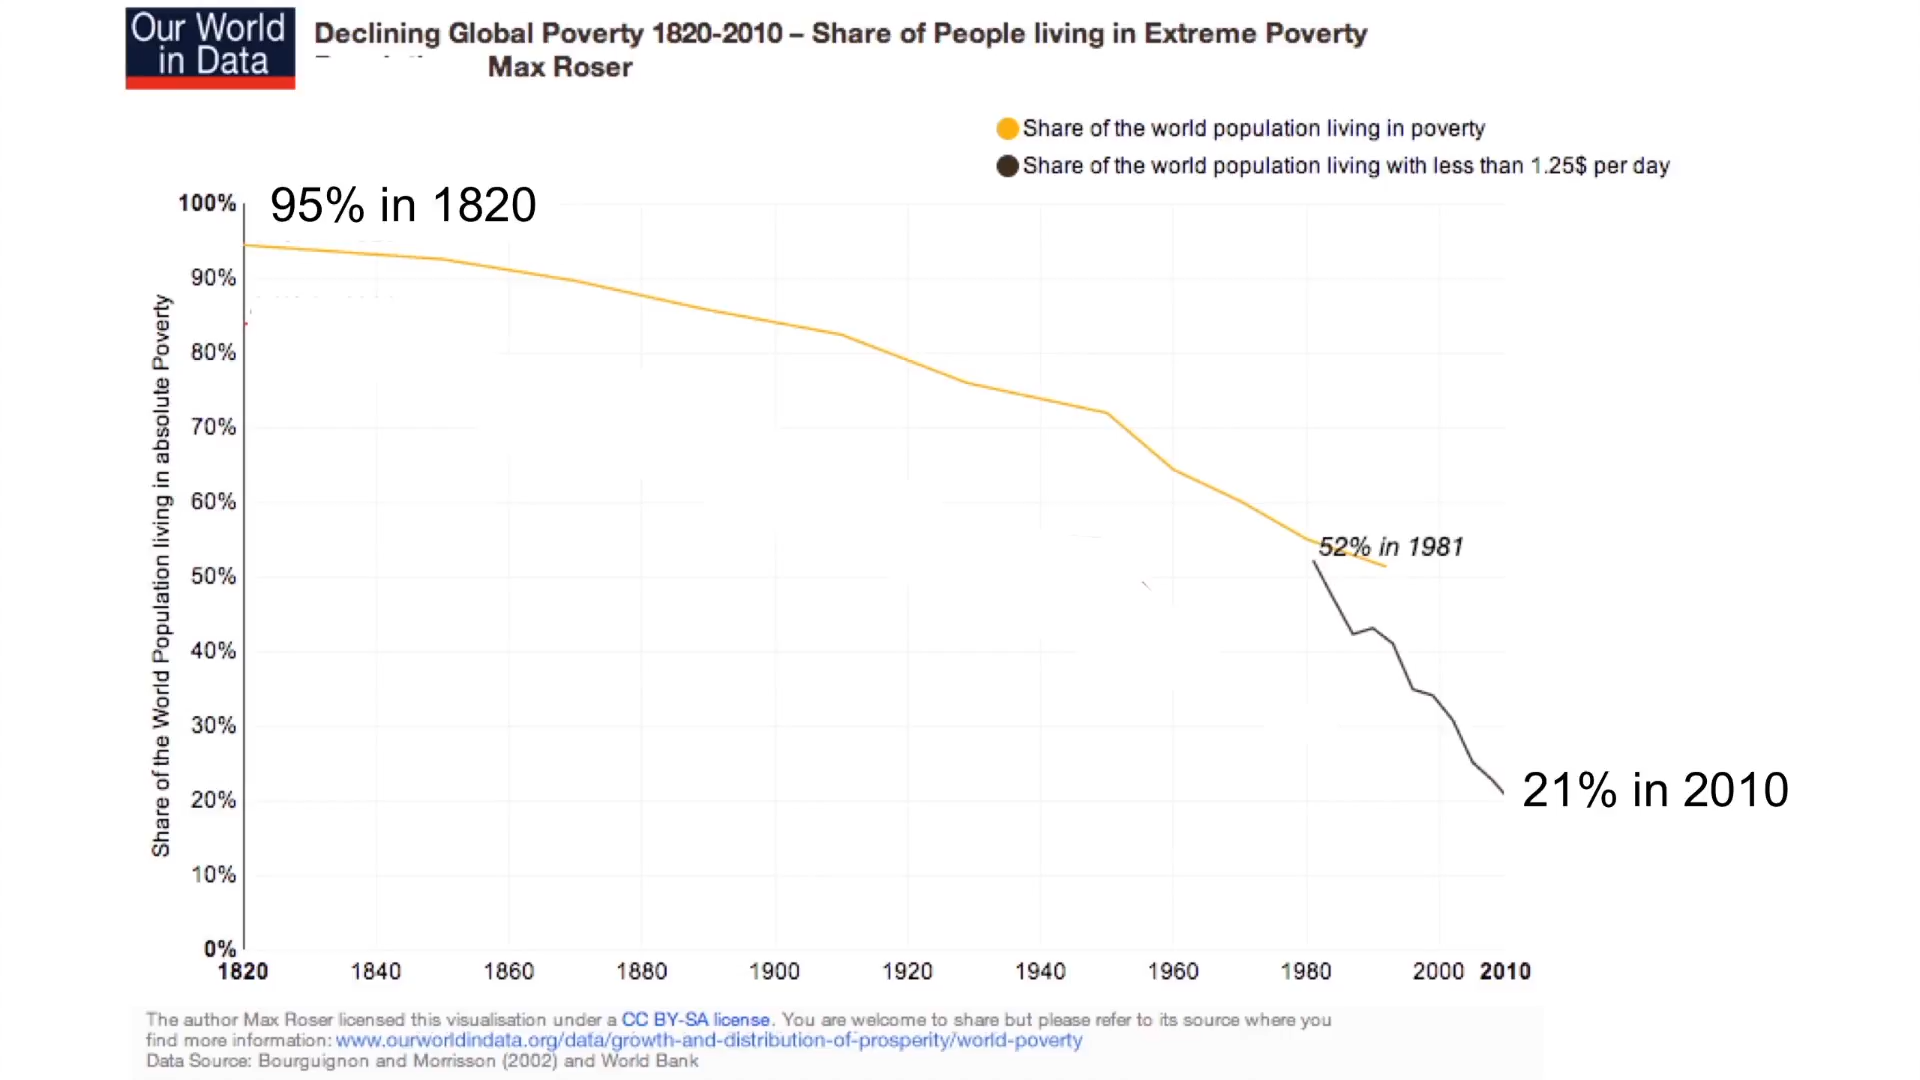 Our World
in Data
Declining Global Poverty 1820-2010 – Share of People living in Extreme Poverty
Max Roser
Share of the world population living in poverty
Share of the world population living with less than 1.25$ per day
95% in 1820
100%
90%
80%
70%
60%
50%
40%
30%
20%
10%
0%
Share of the World Population living in absolute Poverty
52% in 1981
21% in 2010
1820 1840 1860 1880 1900 1920 1940 1960 1980 2000 2010
The author Max Roser licensed this visualisation under a CC BY-SA license. You are welcome to share but please refer to its source where you
find more information: www.ourworldindata.org/data/growth-and-distribution-of-prosperity/world-poverty
Data Source: Bourguignon and Morrisson (2002) and World Bank